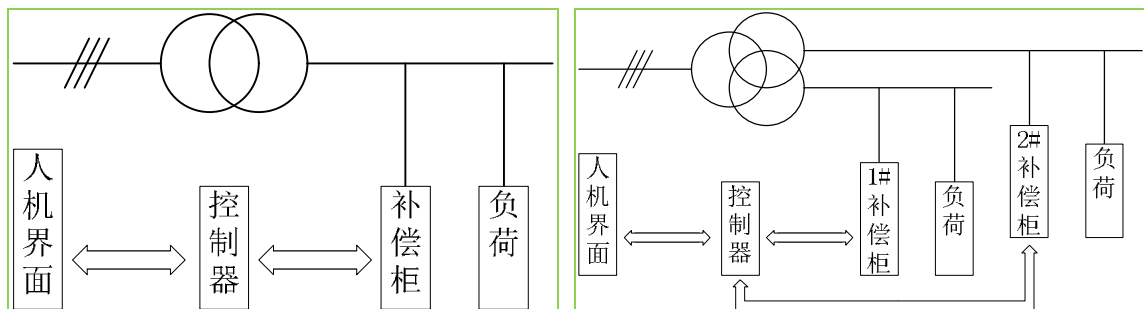 人机界面
控制器
补偿柜
负荷
人机界面
控制器
1#补偿柜
负荷
2#补偿柜
负荷